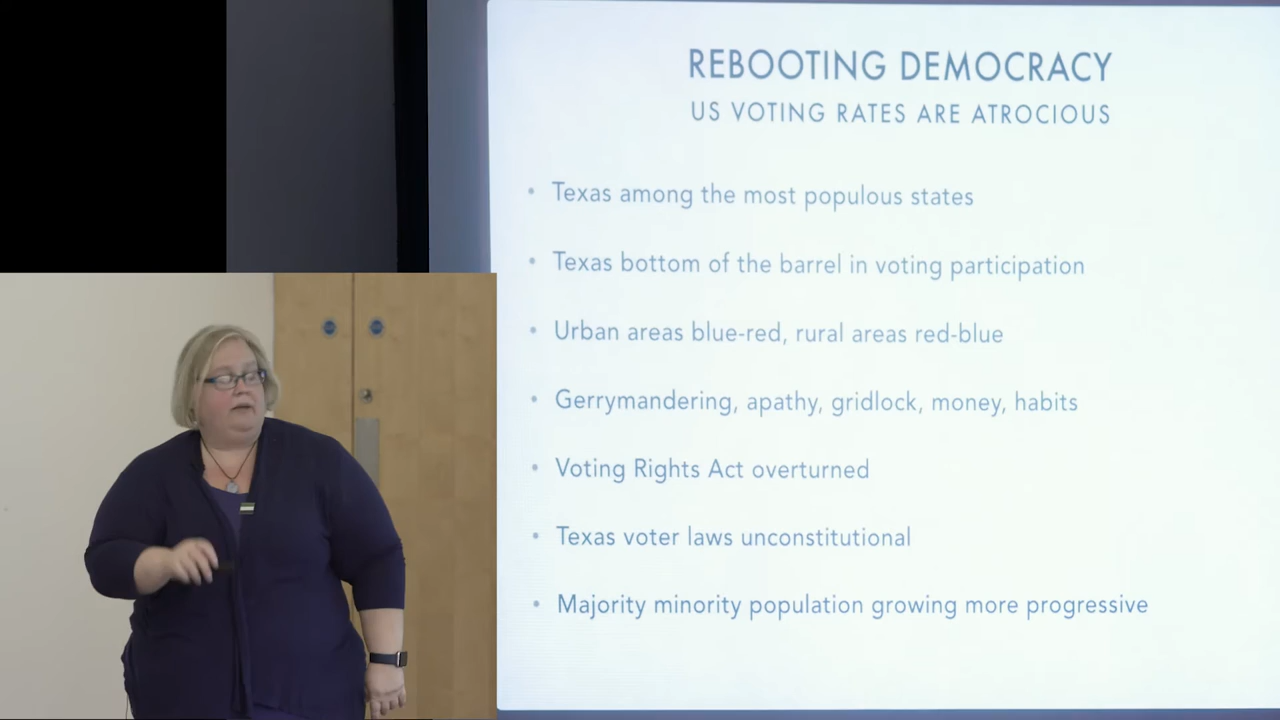 REBOOTING DEMOCRACY
US VOTING RATES ARE ATROCIOUS
• Texas among the most populous states
• Texas bottom of the barrel in voting participation
• Urban areas blue-red, rural areas red-blue
• Gerrymandering, apathy, gridlock, money, habits
• Voting Rights Act overturned
• Texas voter laws unconstitutional
• Majority minority population growing more progressive